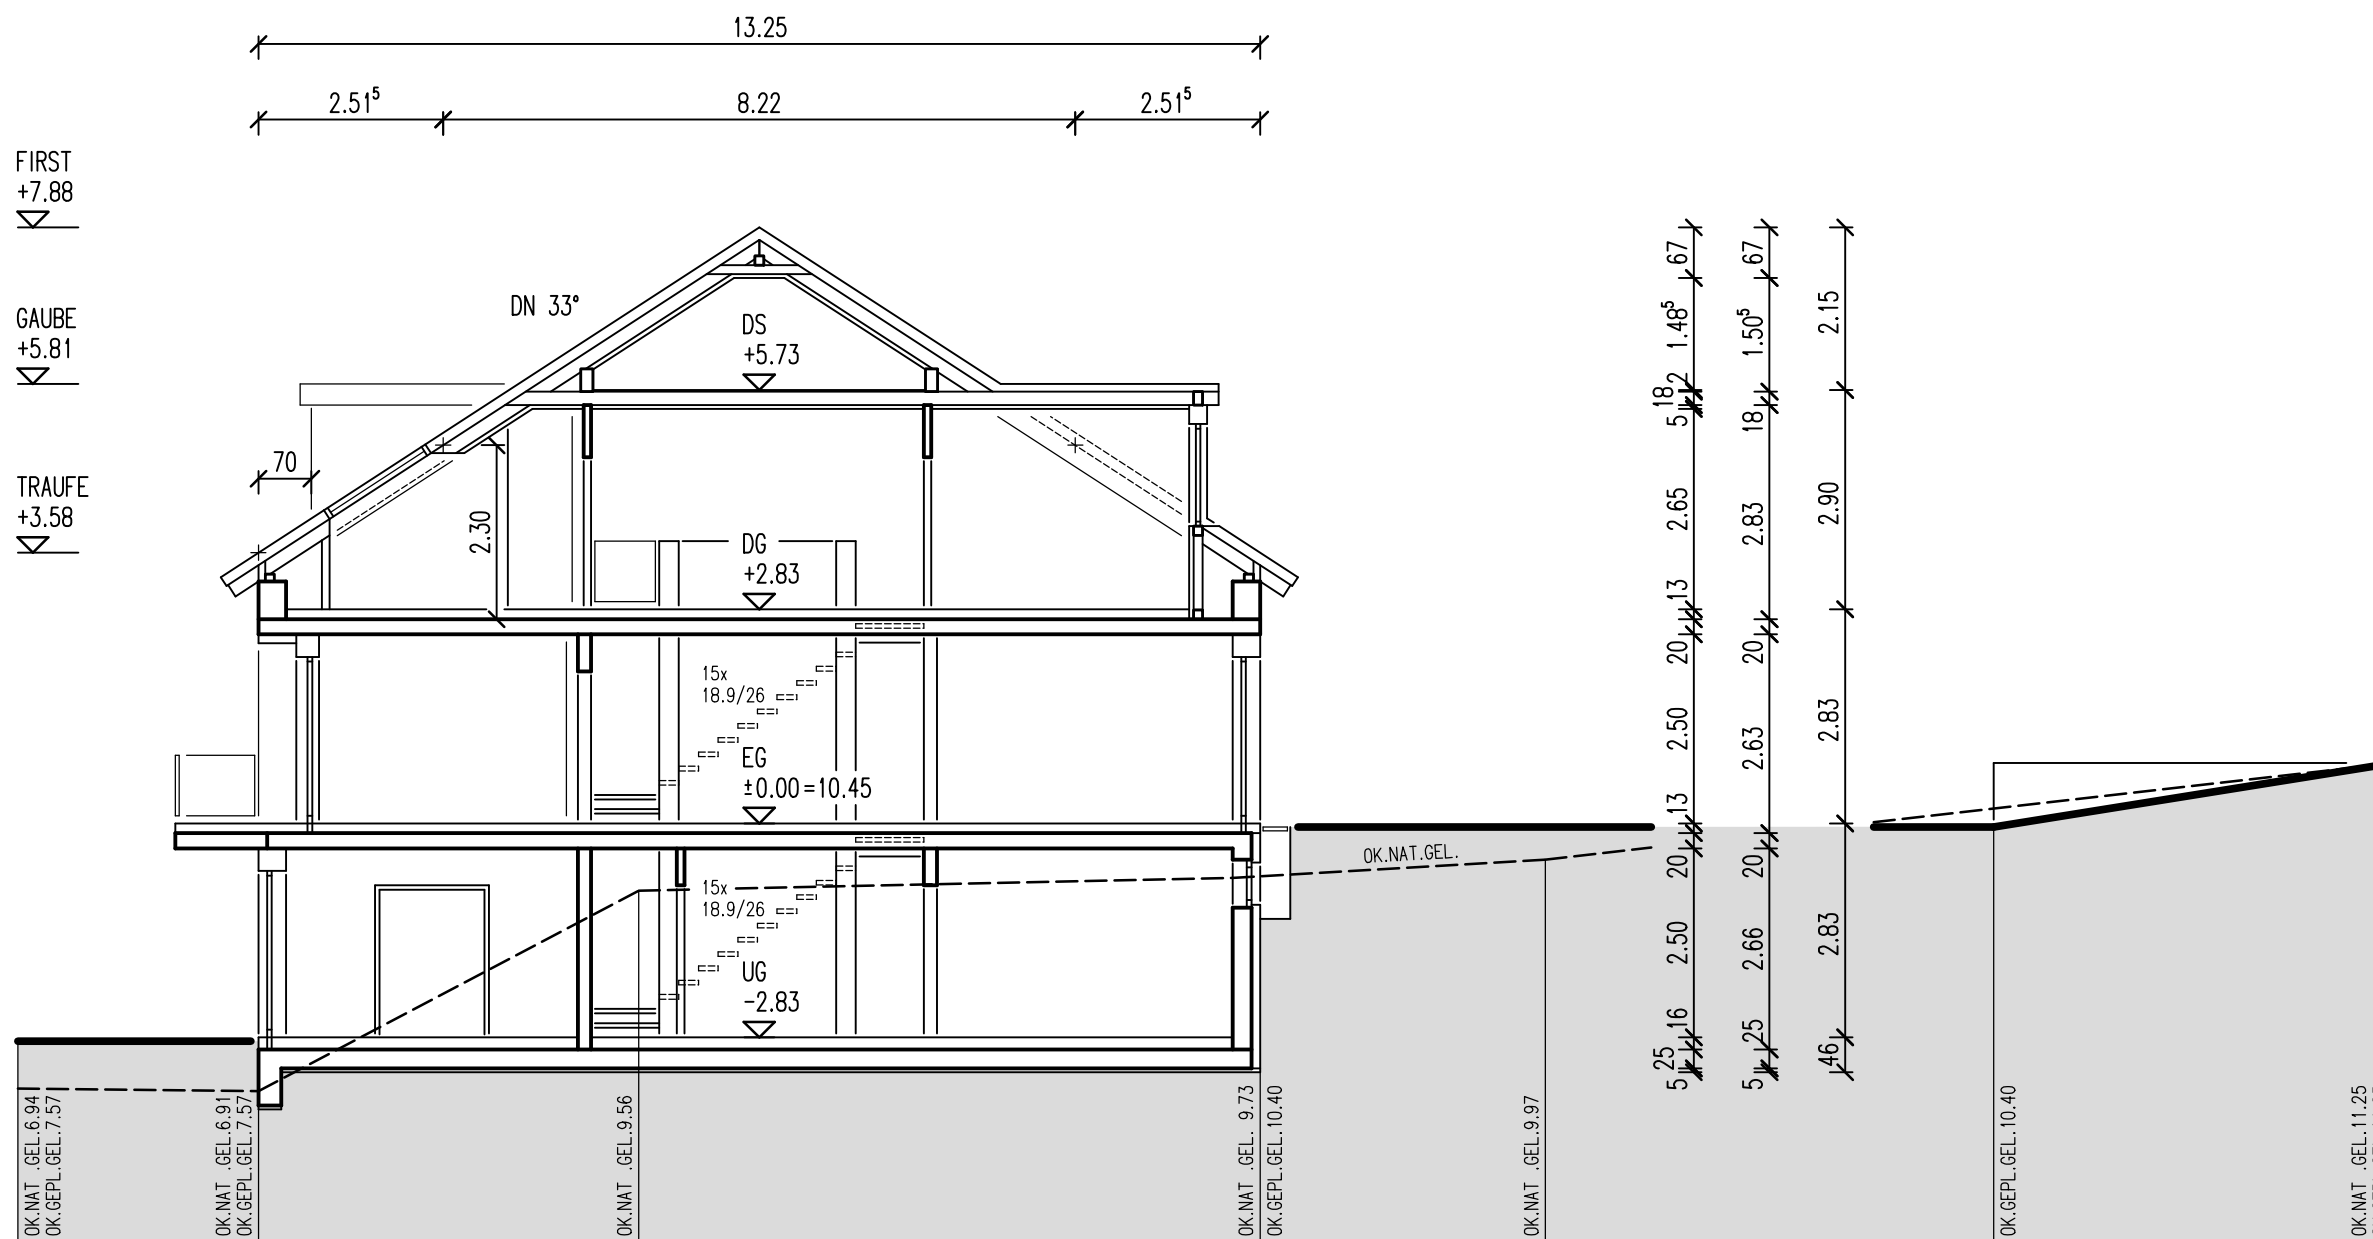 13.25
2.51⁵
8.22
2.51⁵
FIRST
+7.88
GAUBE
+5.81
TRAUFE
+3.58
DN 33°
DS
+5.73
70
2.30
DG
+2.83
15x
18.9/26
EG
±0.00=10.45
15x
18.9/26
UG
-2.83
OK.NAT.GEL.
67
1.48⁵
2
18
5
2.65
13
20
2.50
13
20
2.50
16
25
5
67
1.50⁵
18
2.83
20
2.63
20
2.66
25
5
2.15
2.90
2.83
2.83
46
OK.NAT .GEL.6.94
OK.GEPL.GEL.7.57
OK.NAT .GEL.6.91
OK.GEPL.GEL.7.57
OK.NAT .GEL.9.56
OK.NAT .GEL. 9.73
OK.GEPL.GEL.10.40
OK.NAT .GEL.9.97
OK.GEPL.GEL.10.40
OK.NAT .GEL.11.25